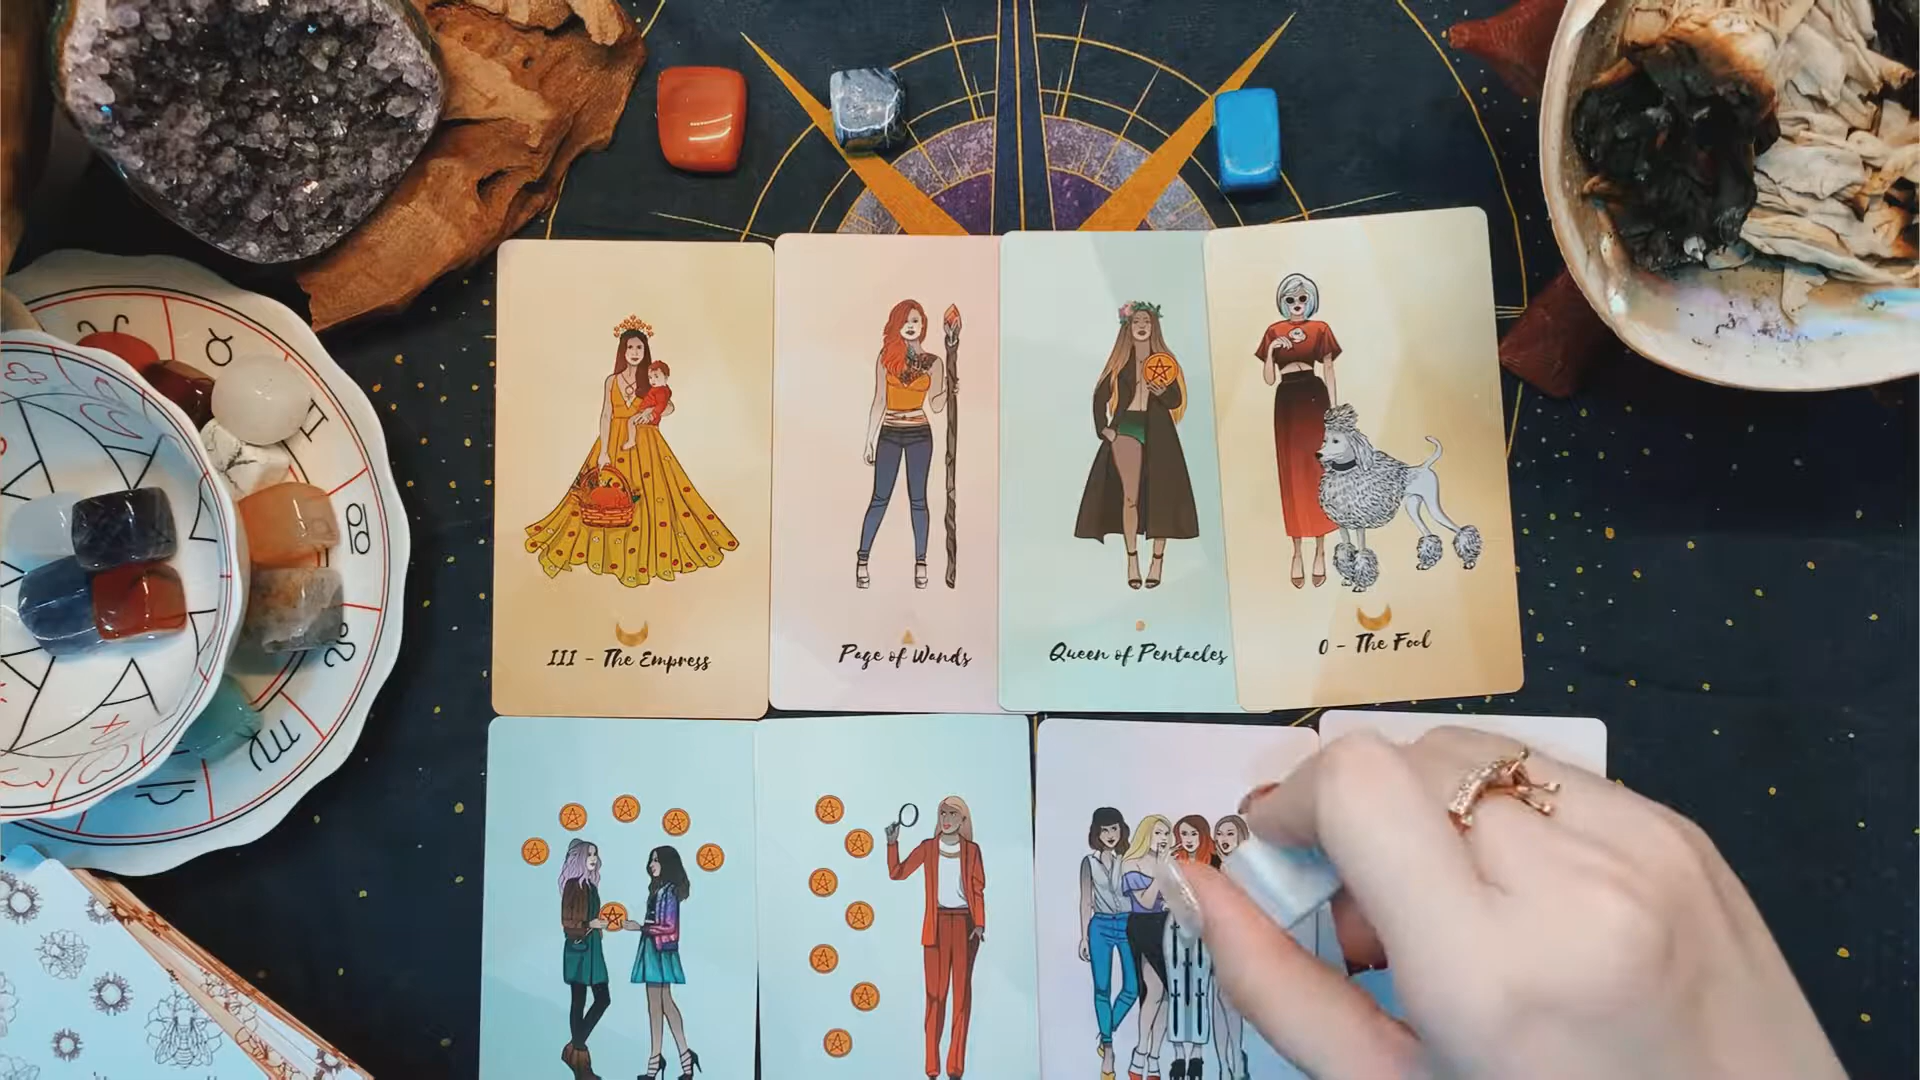 III - The Empress
Page of Wands
Queen of Pentacles
0 - The Fool